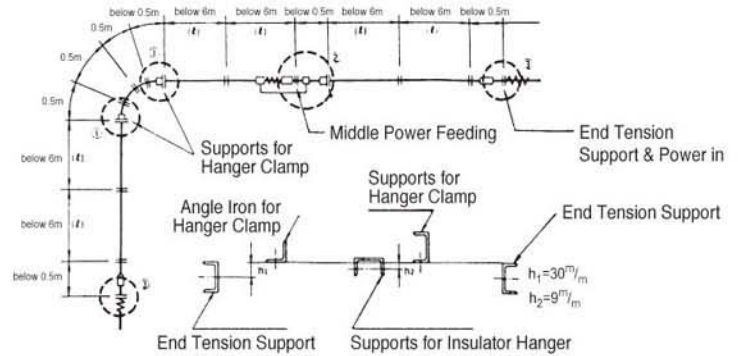 below 0.5m below 6m below 6m below 0.5m below 0.5m below 6m below 6m below 0.5m
(ℓ) (ℓ) (ℓ) (ℓ)
0.5m
0.5m
0.5m
below 6m (ℓ)
below 6m (ℓ)
below 0.5m
Supports for
Hanger Clamp
Middle Power Feeding
End Tension
Support & Power in
Angle Iron for
Hanger Clamp
Supports for
Hanger Clamp
End Tension Support
h₁
h₂
h₁=30ᵐ/ₘ
h₂=9ᵐ/ₘ
End Tension Support
Supports for Insulator Hanger